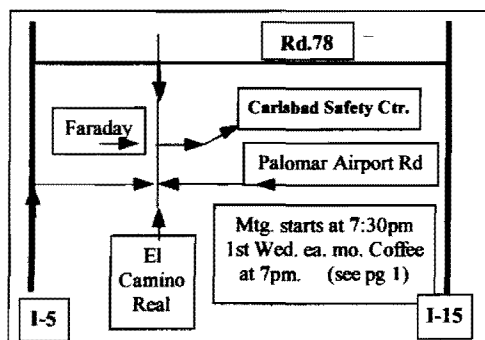 Rd.78
Carlsbad Safety Ctr.
Faraday
Palomar Airport Rd
Mtg. starts at 7:30pm
1st Wed. ea. mo. Coffee
at 7pm. (see pg 1)
El
Camino
Real
I-5
I-15